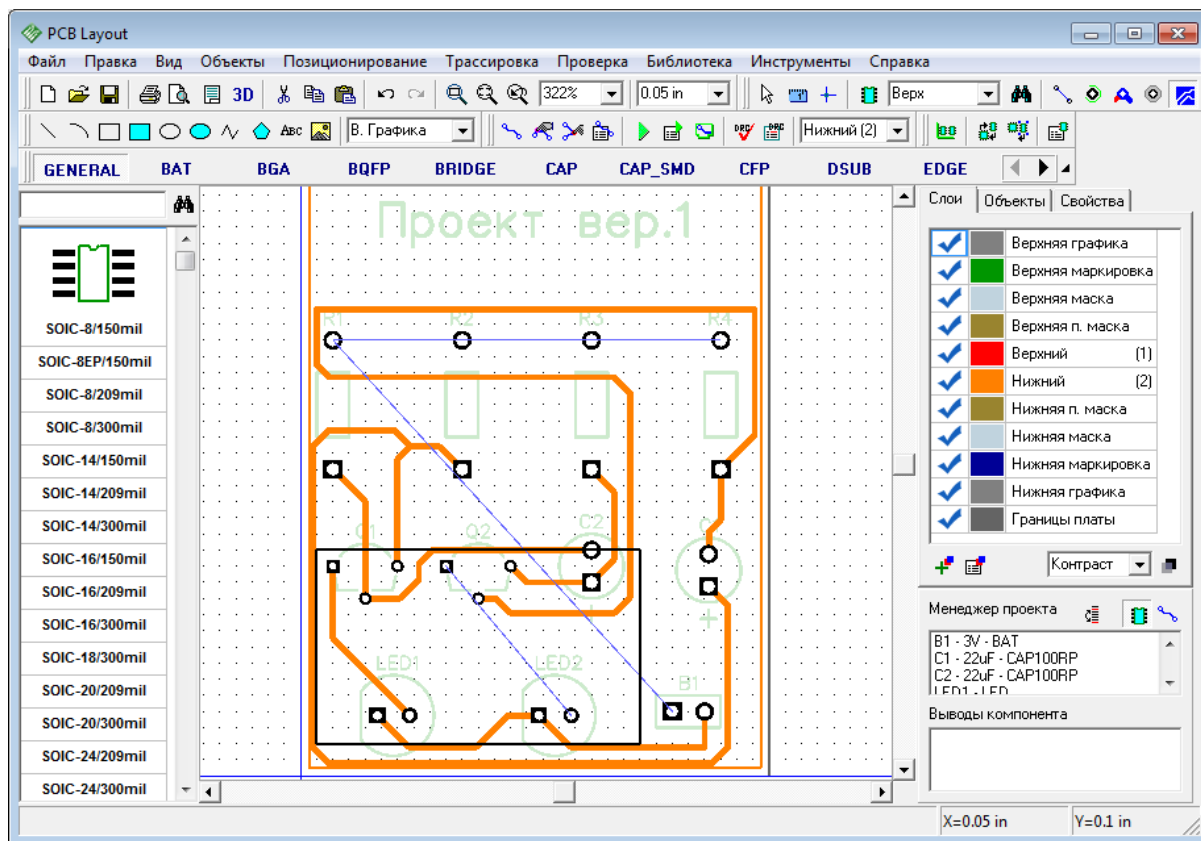 PCB Layout
Файл Правка Вид Объекты Позиционирование Трассировка Проверка Библиотека Инструменты Справка
3D 322% 0.05 in Верх
ABC В. Графика DRC DRC Нижний (2)
GENERAL BAT BGA BQFP BRIDGE CAP CAP_SMD CFP DSUB EDGE
SOIC-8/150mil
SOIC-8EP/150mil
SOIC-8/209mil
SOIC-8/300mil
SOIC-14/150mil
SOIC-14/209mil
SOIC-14/300mil
SOIC-16/150mil
SOIC-16/209mil
SOIC-16/300mil
SOIC-18/300mil
SOIC-20/209mil
SOIC-20/300mil
SOIC-24/209mil
SOIC-24/300mil
Проект вер.1
R1 R2 R3 R4
Q1 Q2 C2
LED1 LED2 B1
Слои Объекты Свойства
Верхняя графика
Верхняя маркировка
Верхняя маска
Верхняя п. маска
Верхний (1)
Нижний (2)
Нижняя п. маска
Нижняя маска
Нижняя маркировка
Нижняя графика
Границы платы
Контраст
Менеджер проекта
B1 - 3V - BAT
C1 - 22uF - CAP100RP
C2 - 22uF - CAP100RP
LED1 - LED
Выводы компонента
X=0.05 in Y=0.1 in